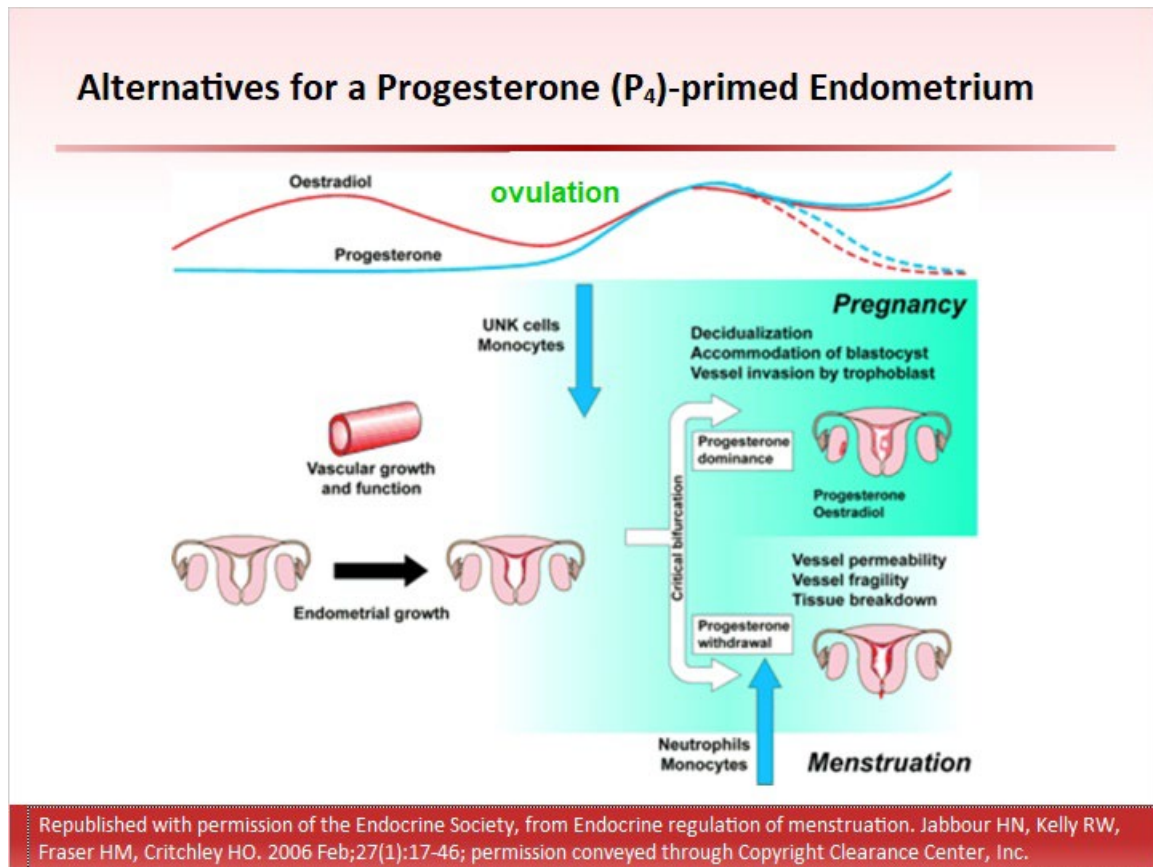 Alternatives for a Progesterone (P₄)-primed Endometrium
Oestradiol
ovulation
Progesterone
UNK cells
Monocytes
Pregnancy
Decidualization
Accommodation of blastocyst
Vessel invasion by trophoblast
Vascular growth
and function
Progesterone
dominance
Progesterone
Oestradiol
Critical bifurcation
Endometrial growth
Vessel permeability
Vessel fragility
Tissue breakdown
Progesterone
withdrawal
Neutrophils
Monocytes
Menstruation
Republished with permission of the Endocrine Society, from Endocrine regulation of menstruation. Jabbour HN, Kelly RW,
Fraser HM, Critchley HO. 2006 Feb;27(1):17-46; permission conveyed through Copyright Clearance Center, Inc.